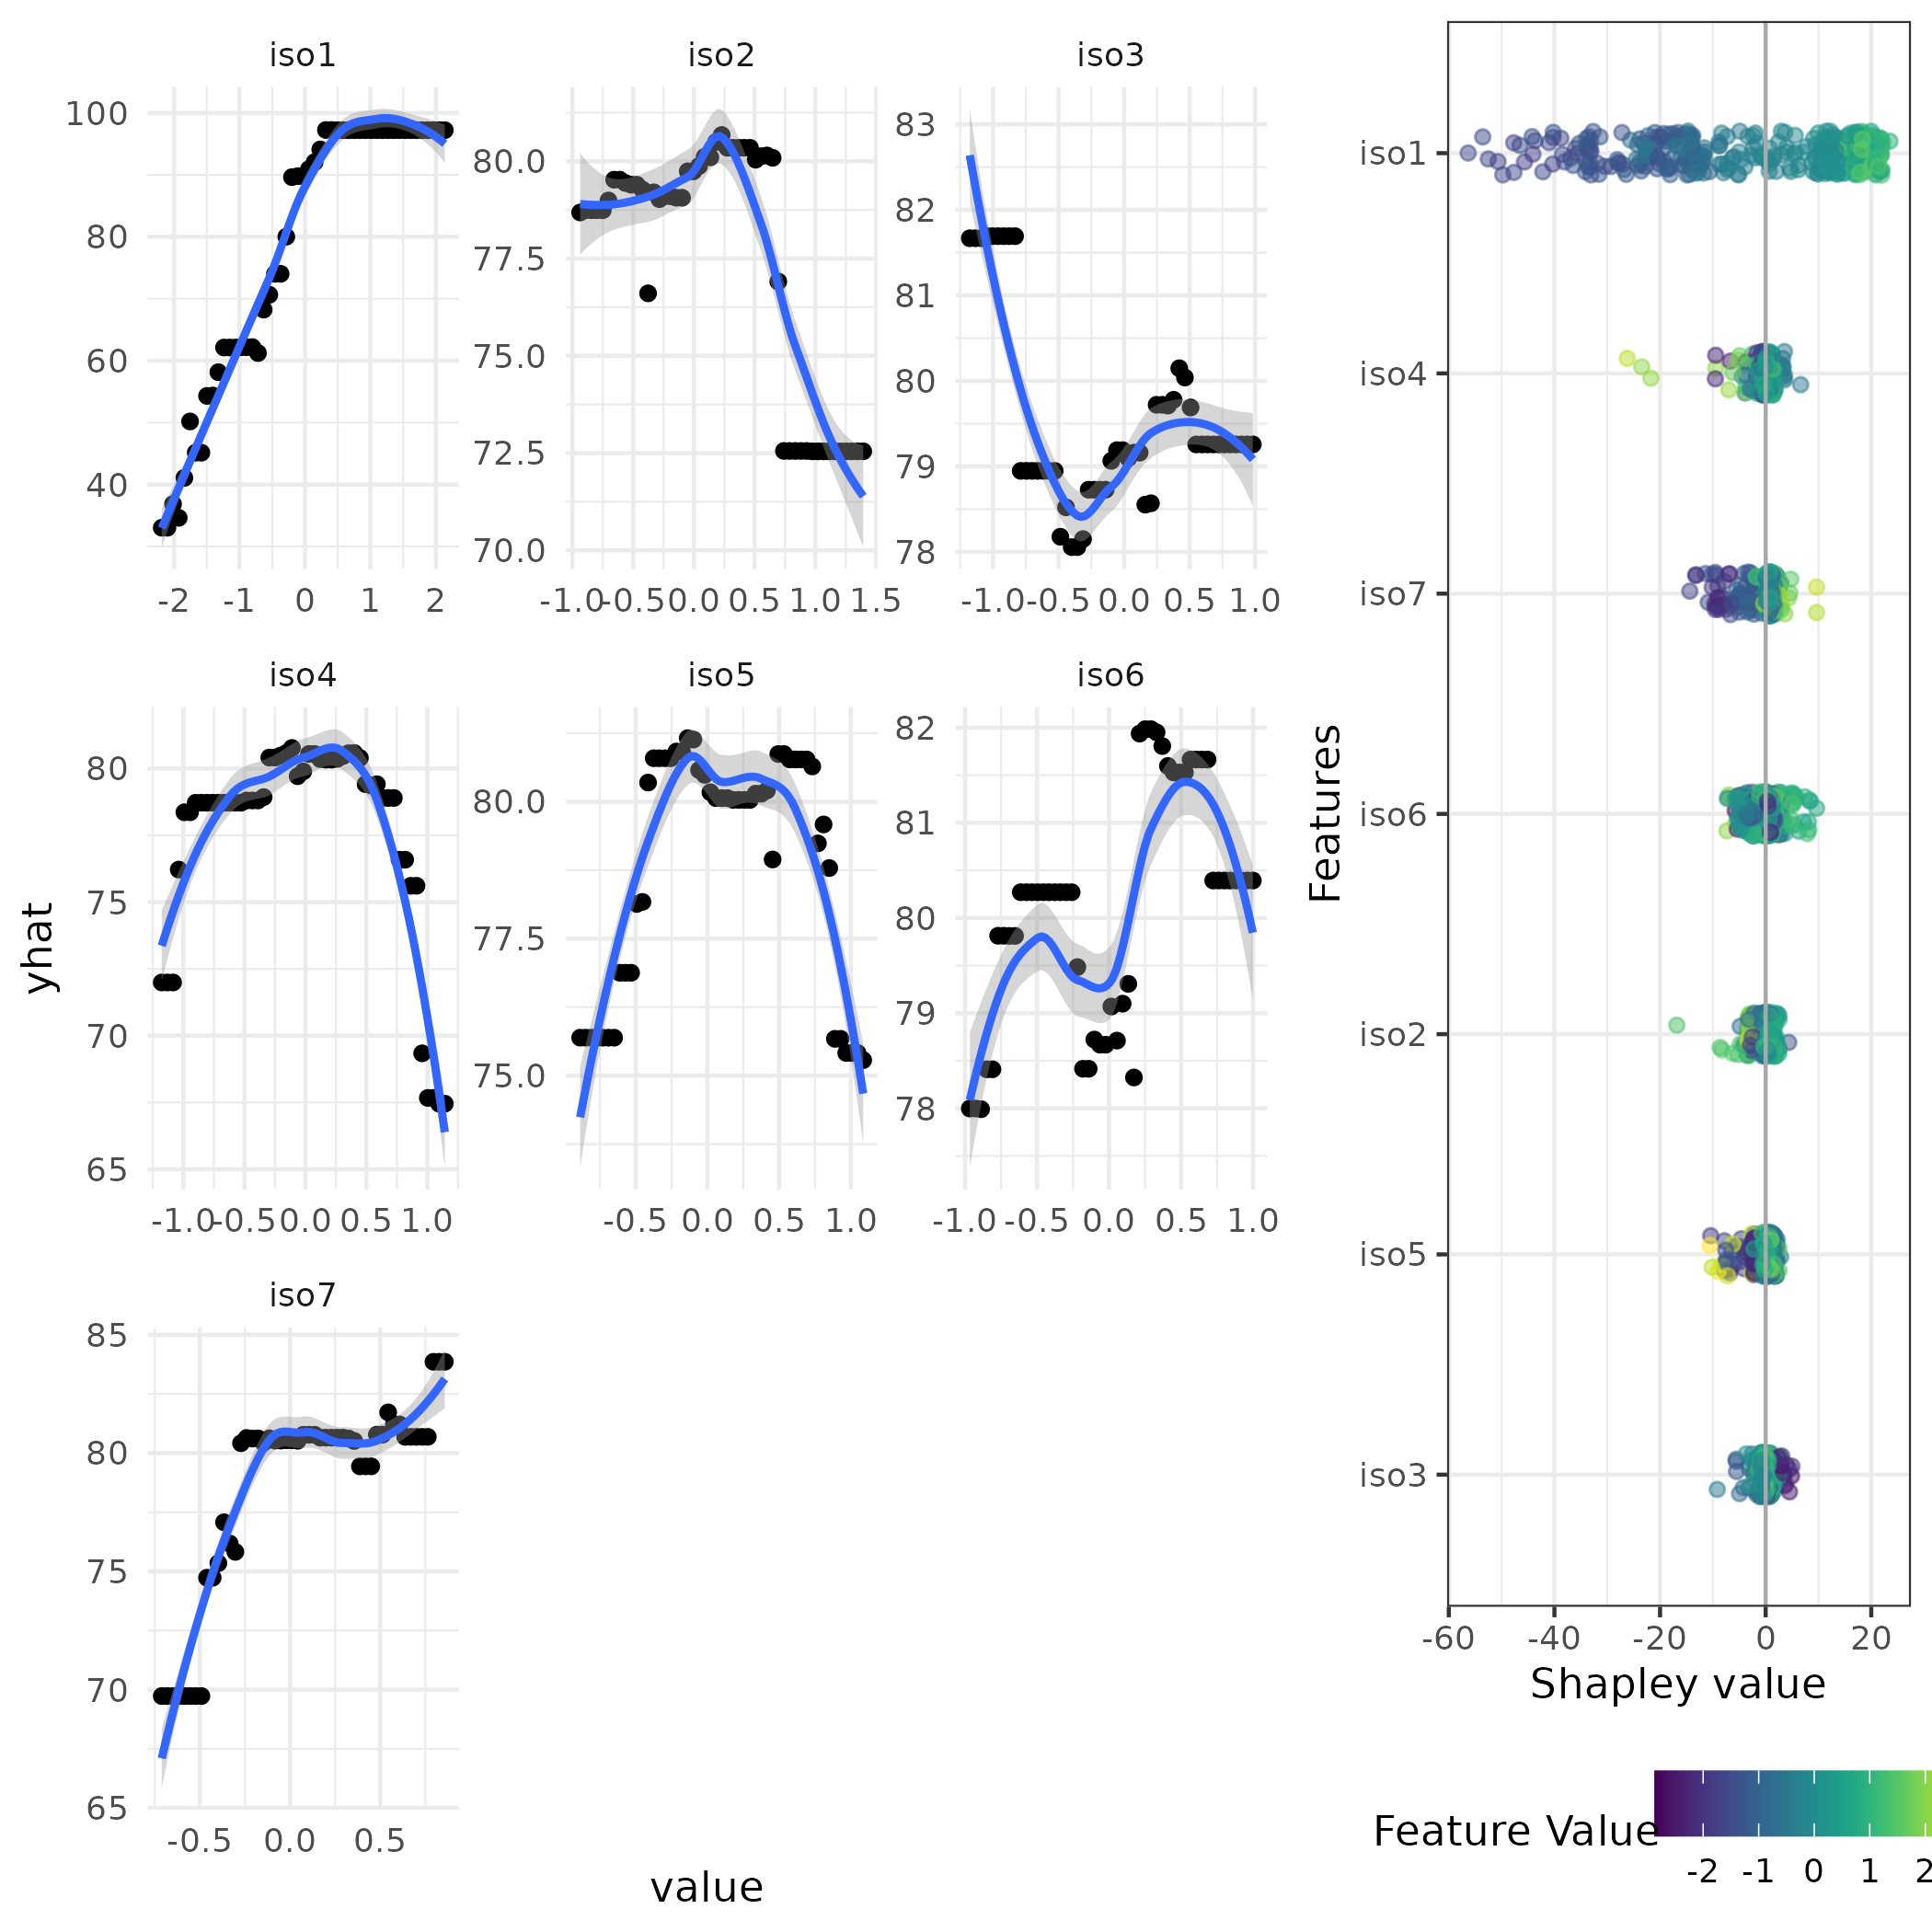 iso1 iso2 iso3
100
80
60
40
80.0
77.5
75.0
72.5
70.0
83
82
81
80
79
78
-2 -1 0 1 2
-1.0 -0.5 0.0 0.5 1.0 1.5
-1.0 -0.5 0.0 0.5 1.0
iso4 iso5 iso6
80
75
70
65
80.0
77.5
75.0
82
81
80
79
78
-1.0 -0.5 0.0 0.5 1.0
-0.5 0.0 0.5 1.0
-1.0 -0.5 0.0 0.5 1.0
iso7
85
80
75
70
65
-0.5 0.0 0.5
yhat
value
Features
iso1
iso4
iso7
iso6
iso2
iso5
iso3
-60 -40 -20 0 20
Shapley value
Feature Value
-2 -1 0 1 2